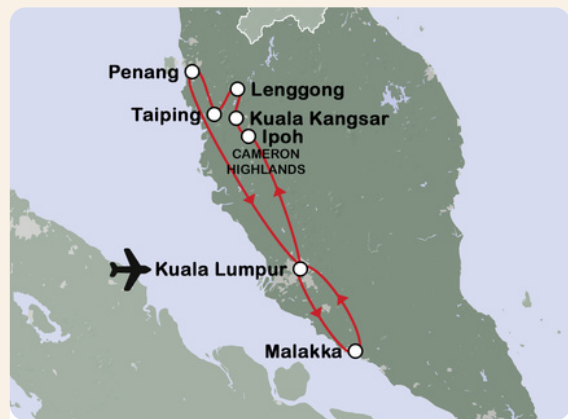 Penang
Lenggong
Taiping
Kuala Kangsar
Ipoh
CAMERON
HIGHLANDS
Kuala Lumpur
Malakka